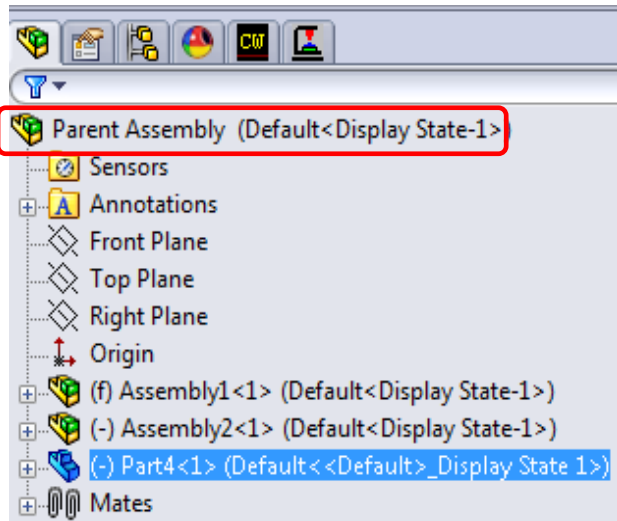 CW
Parent Assembly (Default<Display State-1>)
Sensors
A Annotations
Front Plane
Top Plane
Right Plane
Origin
(f) Assembly1<1> (Default<Display State-1>)
(-) Assembly2<1> (Default<Display State-1>)
(-) Part4<1> (Default<<Default>_Display State 1>)
Mates